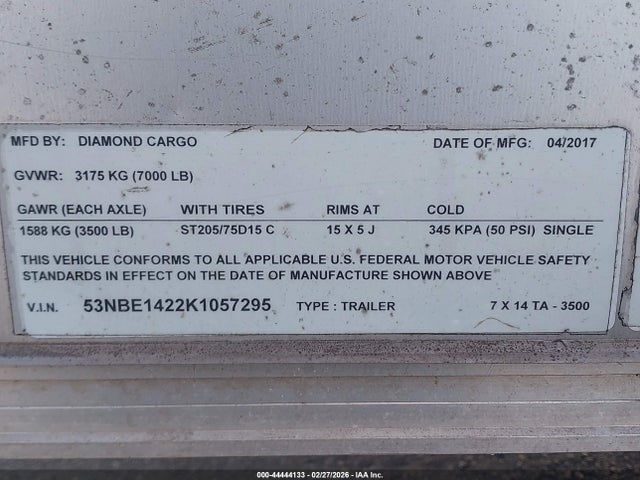 MFD BY: DIAMOND CARGO DATE OF MFG: 04/2017
GVWR: 3175 KG (7000 LB)
GAWR (EACH AXLE) WITH TIRES RIMS AT COLD
1588 KG (3500 LB) ST205/75D15 C 15 X 5 J 345 KPA (50 PSI) SINGLE
THIS VEHICLE CONFORMS TO ALL APPLICABLE U.S. FEDERAL MOTOR VEHICLE SAFETY
STANDARDS IN EFFECT ON THE DATE OF MANUFACTURE SHOWN ABOVE
V.I.N. 53NBE1422K1057295 TYPE : TRAILER 7 X 14 TA - 3500
000-44444133 - 02/27/2026 - IAA Inc.